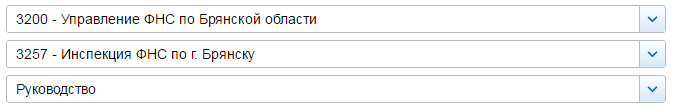 3200 - Управление ФНС по Брянской области
3257 - Инспекция ФНС по г. Брянску
Руководство